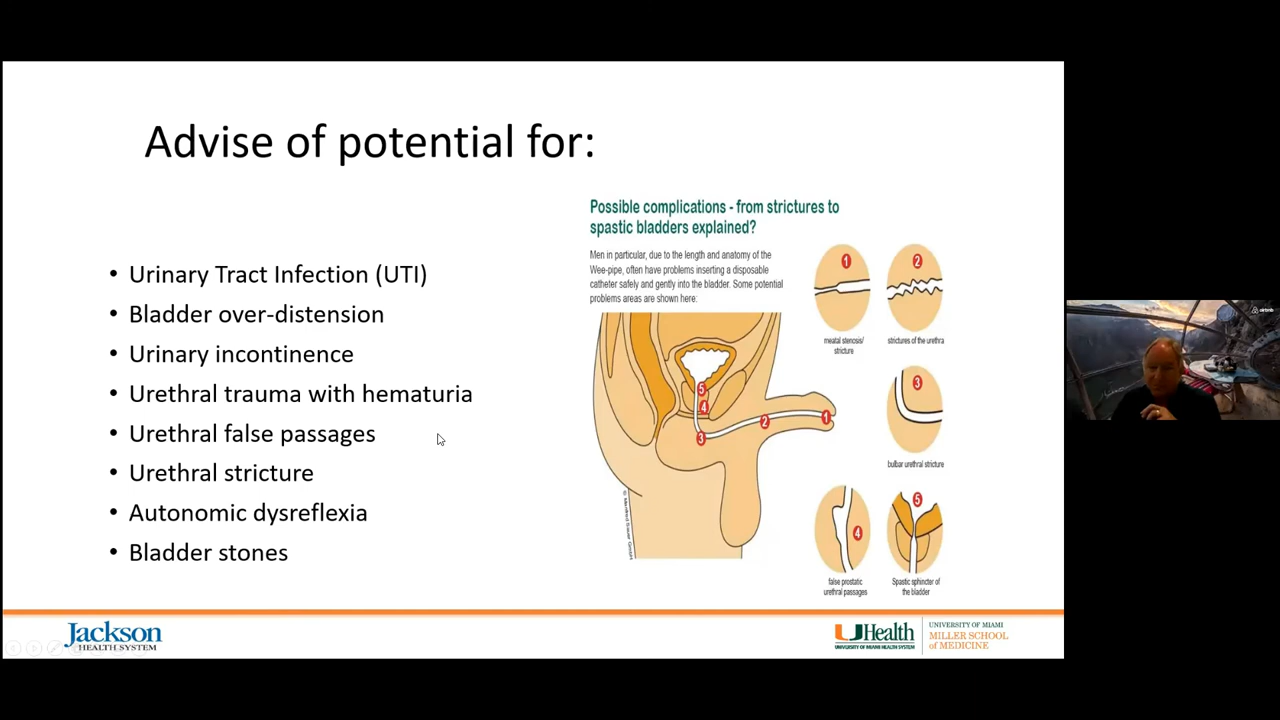 Advise of potential for:
• Urinary Tract Infection (UTI)
• Bladder over-distension
• Urinary incontinence
• Urethral trauma with hematuria
• Urethral false passages
• Urethral stricture
• Autonomic dysreflexia
• Bladder stones
Possible complications - from strictures to
spastic bladders explained?
Men in particular, due to the length and anatomy of the
Wee-pipe, often have problems inserting a disposable
catheter safely and gently into the bladder. Some potential
problems areas are shown here:
1
meatal stenosis/
stricture
2
strictures of the urethra
3
bulbar urethral stricture
4
false prostatic
urethral passages
5
Spastic sphincter of
the bladder
5
4
3
2
1
© Manfred Sauer GmbH
Jackson
HEALTH SYSTEM
UHealth
UNIVERSITY OF MIAMI HEALTH SYSTEM
UNIVERSITY OF MIAMI
MILLER SCHOOL
of MEDICINE
airbnb